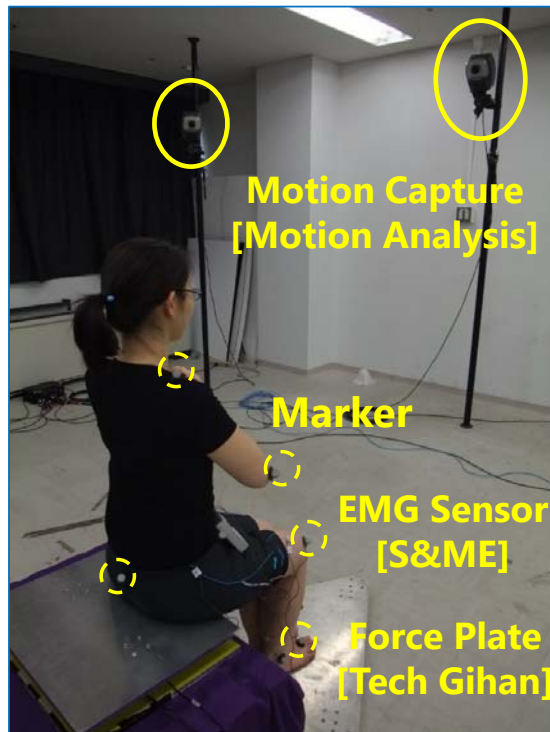 Motion Capture
[Motion Analysis]
Marker
EMG Sensor
[S&ME]
Force Plate
[Tech Gihan]